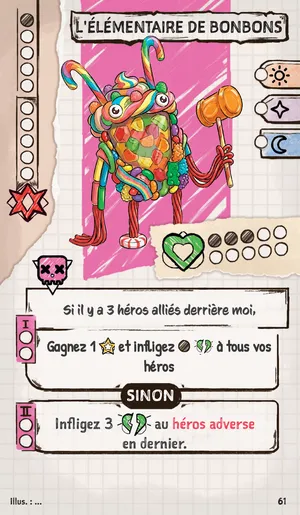 L'ÉLÉMENTAIRE DE BONBONS
Si il y a 3 héros alliés derrière moi,
I
Gagnez 1 et infligez à tous vos
héros
SINON
II
Infligez 3 au héros adverse
en dernier.
Illus. : ...
61